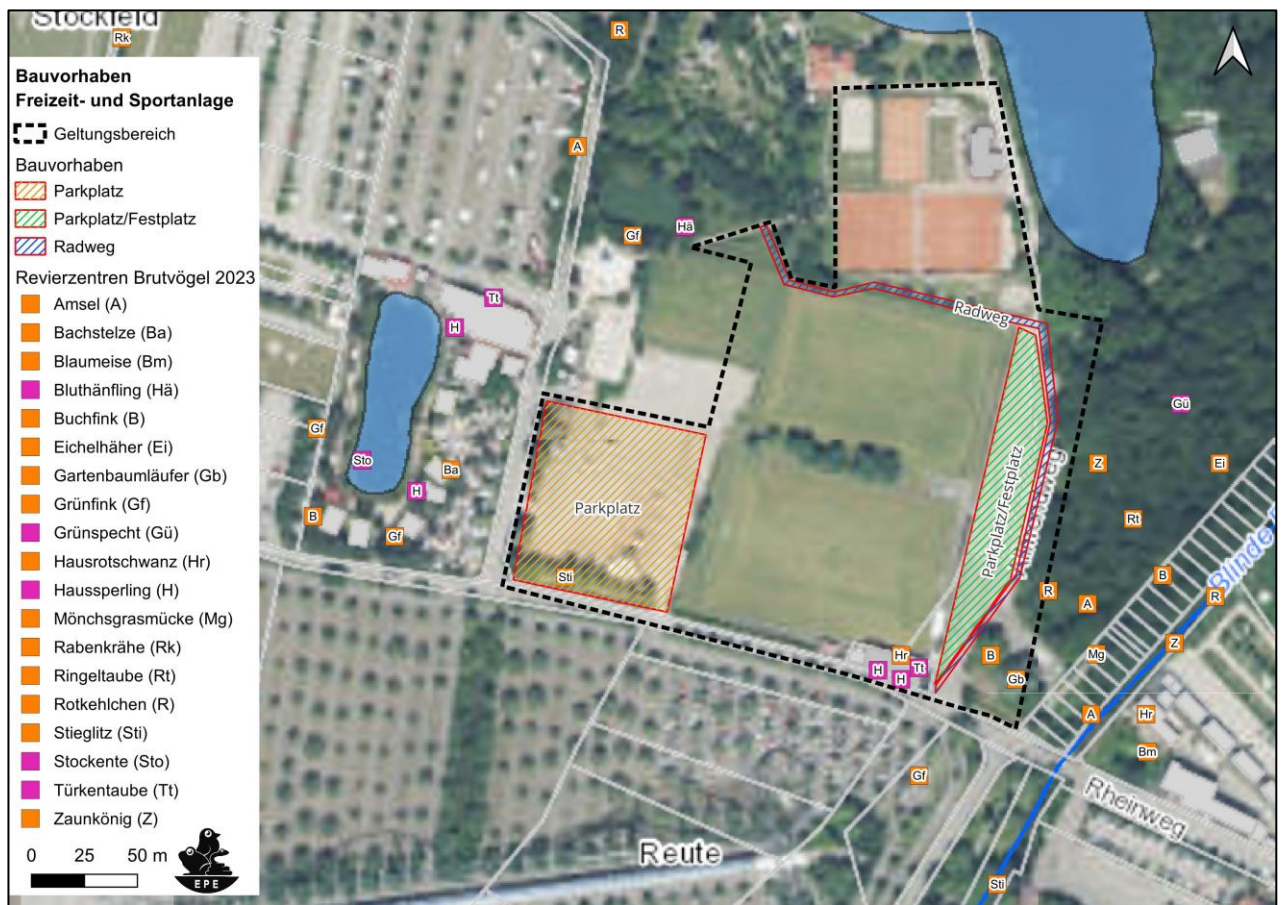 Stockfeld
Bauvorhaben
Freizeit- und Sportanlage
Geltungsbereich
Bauvorhaben
Parkplatz
Parkplatz/Festplatz
Radweg
Revierzentren Brutvögel 2023
Amsel (A)
Bachstelze (Ba)
Blaumeise (Bm)
Bluthänfling (Hä)
Buchfink (B)
Eichelhäher (Ei)
Gartenbaumläufer (Gb)
Grünfink (Gf)
Grünspecht (Gü)
Hausrotschwanz (Hr)
Haussperling (H)
Mönchsgrasmücke (Mg)
Rabenkrähe (Rk)
Ringeltaube (Rt)
Rotkehlchen (R)
Stieglitz (Sti)
Stockente (Sto)
Türkentaube (Tt)
Zaunkönig (Z)
0 25 50 m
EPE
Rk
R
A
Gf
Hä
Tt
H
Radweg
Gü
Gf
Sto
Ba
Z
Ei
H
B
Gf
Parkplatz
Parkplatz/Festplatz
Rt
Sti
B
R
A
R
Blinde
Hr
B
Mg
Z
H
Tt
H
Gb
A
Hr
Bm
Gf
Rheinweg
Reute
Sti